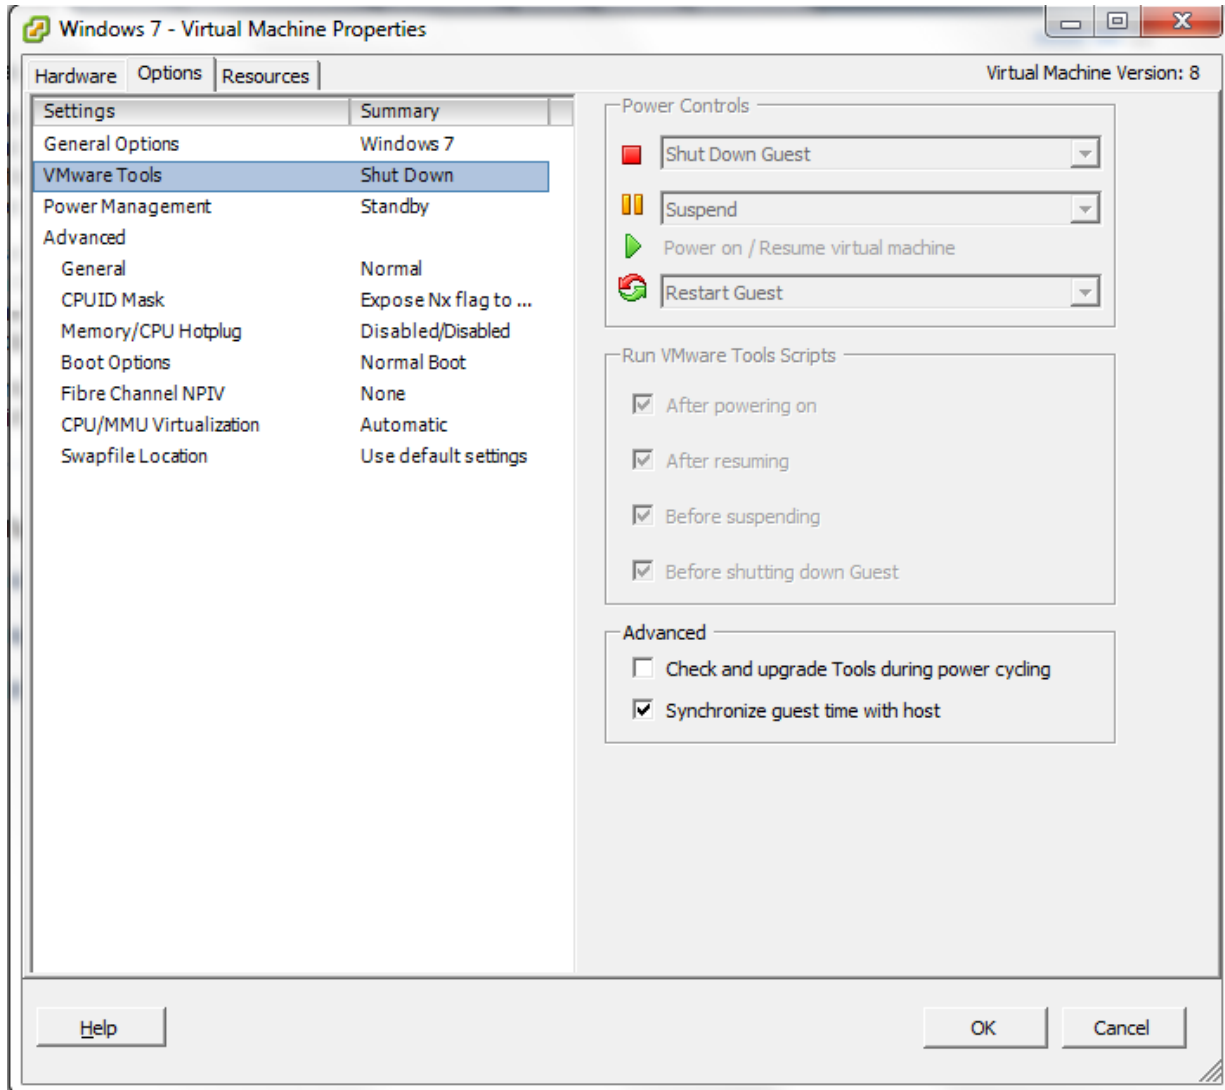 Windows 7 - Virtual Machine Properties
Hardware Options Resources Virtual Machine Version: 8
Settings Summary
General Options Windows 7
VMware Tools Shut Down
Power Management Standby
Advanced
General Normal
CPUID Mask Expose Nx flag to ...
Memory/CPU Hotplug Disabled/Disabled
Boot Options Normal Boot
Fibre Channel NPIV None
CPU/MMU Virtualization Automatic
Swapfile Location Use default settings
Power Controls
Shut Down Guest
Suspend
Power on / Resume virtual machine
Restart Guest
Run VMware Tools Scripts
After powering on
After resuming
Before suspending
Before shutting down Guest
Advanced
Check and upgrade Tools during power cycling
Synchronize guest time with host
Help OK Cancel